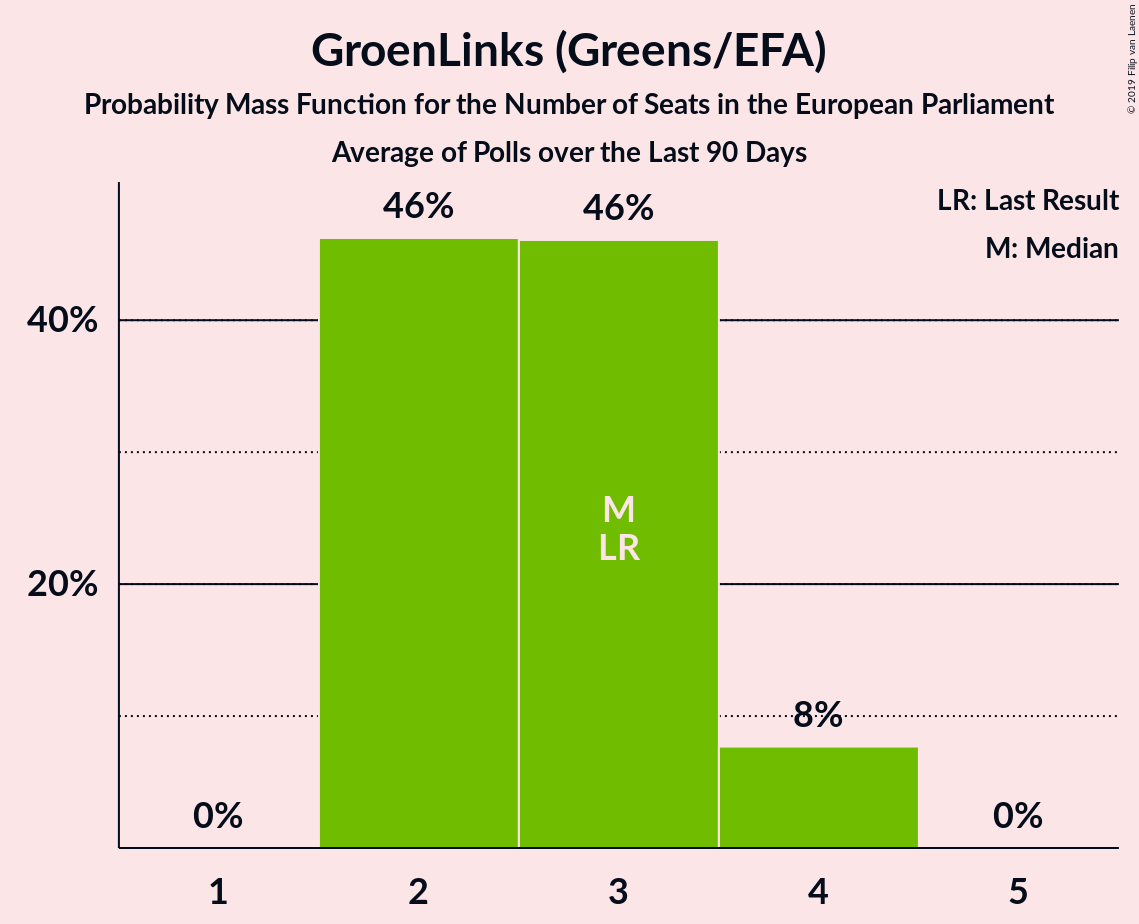 GroenLinks (Greens/EFA)
Probability Mass Function for the Number of Seats in the European Parliament
Average of Polls over the Last 90 Days
© 2019 Filip van Laenen
LR: Last Result
M: Median
46%
46%
40%
M
LR
20%
8%
0%
0%
1
2
3
4
5